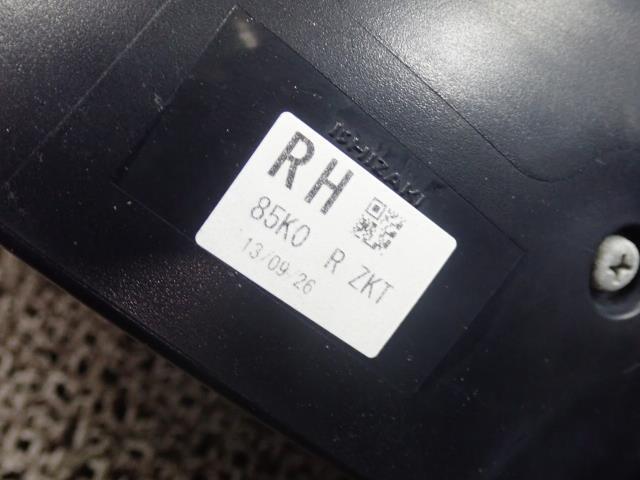 ISHIZAKI
RH
85K0 R ZKT
13/09/26